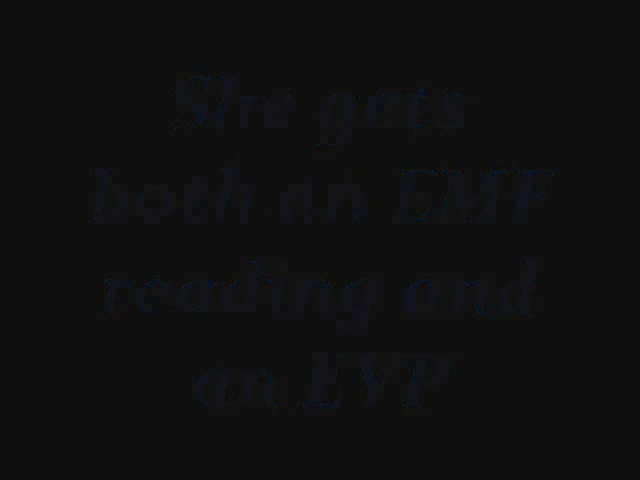 She gets
both an EMF
reading and
an EVP